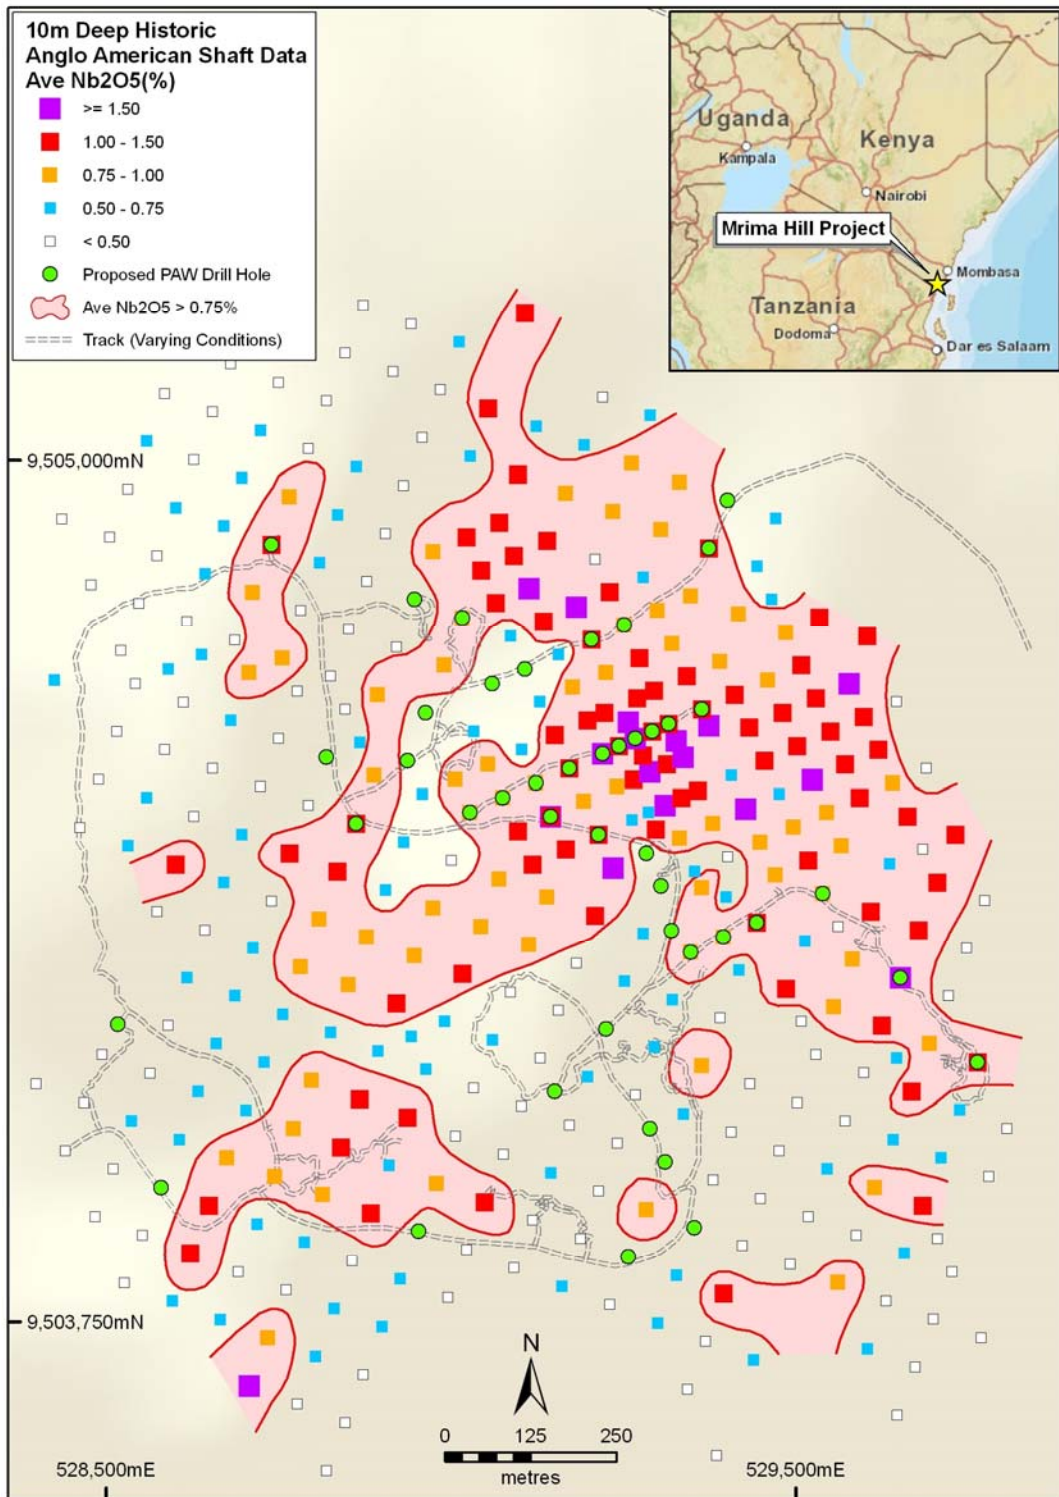 10m Deep Historic
Anglo American Shaft Data
Ave Nb2O5(%)
>= 1.50
1.00 - 1.50
0.75 - 1.00
0.50 - 0.75
< 0.50
Proposed PAW Drill Hole
Ave Nb2O5 > 0.75%
Track (Varying Conditions)
Uganda
Kenya
Kampala
Nairobi
Mrima Hill Project
Mombasa
Tanzania
Dodoma
Dar es Salaam
9,505,000mN
9,503,750mN
N
0 125 250
metres
528,500mE
529,500mE